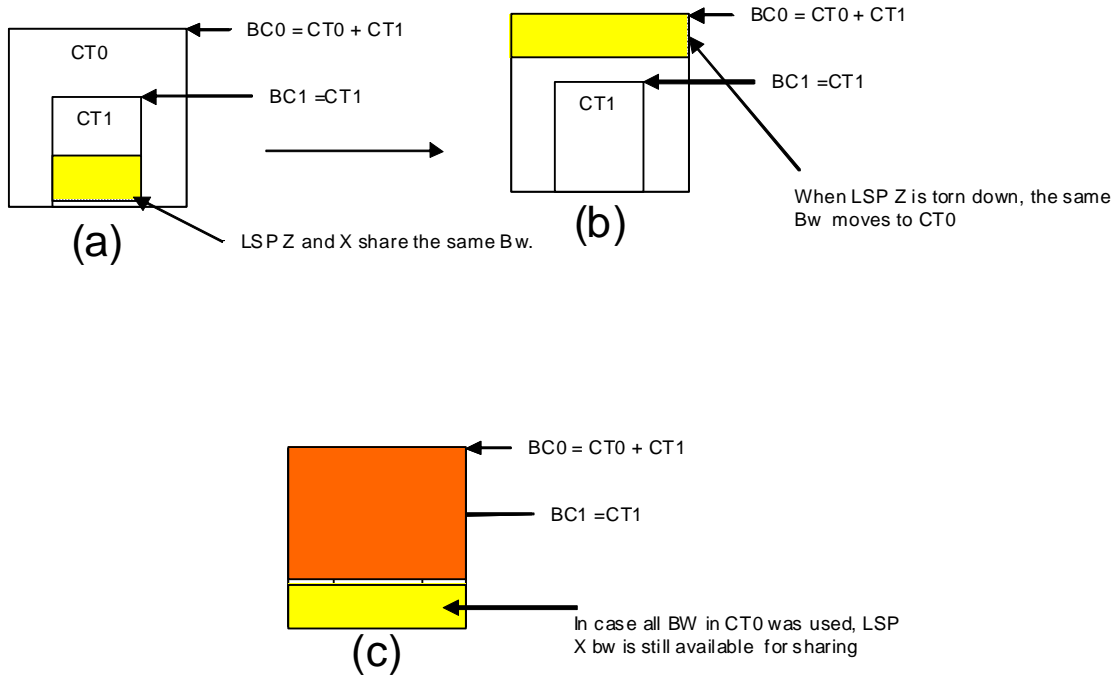 BC0 = CT0 + CT1
CT0
BC1 =CT1
CT1
(a)
LSP Z and X share the same Bw.
BC0 = CT0 + CT1
BC1 =CT1
CT1
(b)
When LSP Z is torn down, the same
Bw moves to CT0
BC0 = CT0 + CT1
BC1 =CT1
(c)
In case all BW in CT0 was used, LSP
X bw is still available for sharing